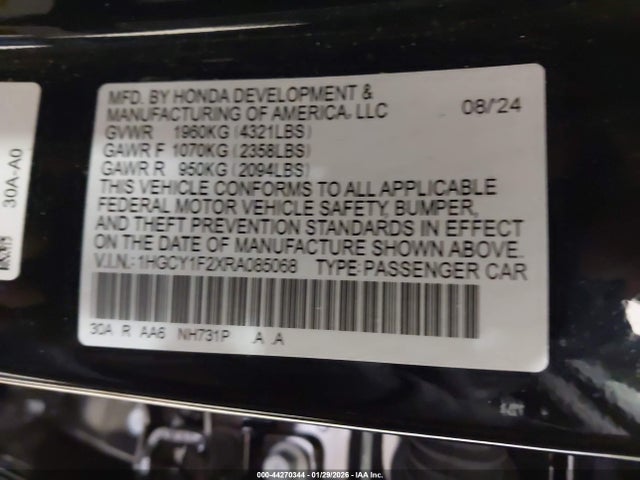 MFD. BY HONDA DEVELOPMENT &
MANUFACTURING OF AMERICA, LLC 08/'24
GVWR 1960KG (4321LBS)
GAWR F 1070KG (2358LBS)
GAWR R 950KG (2094LBS)
THIS VEHICLE CONFORMS TO ALL APPLICABLE
FEDERAL MOTOR VEHICLE SAFETY, BUMPER,
AND THEFT PREVENTION STANDARDS IN EFFECT
ON THE DATE OF MANUFACTURE SHOWN ABOVE.
V.I.N.: 1HGCY1F2XRA085068 TYPE: PASSENGER CAR
30A R AA6 NH731P A A
30A-A0
000-44270344 - 01/29/2026 - IAA Inc.